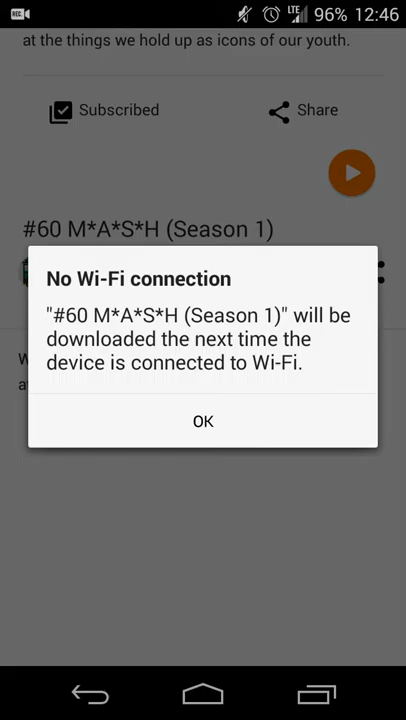 REC
LTE
96%
12:46
at the things we hold up as icons of our youth.
Subscribed
Share
#60 M*A*S*H (Season 1)
No Wi-Fi connection
"#60 M*A*S*H (Season 1)" will be
downloaded the next time the
device is connected to Wi-Fi.
OK